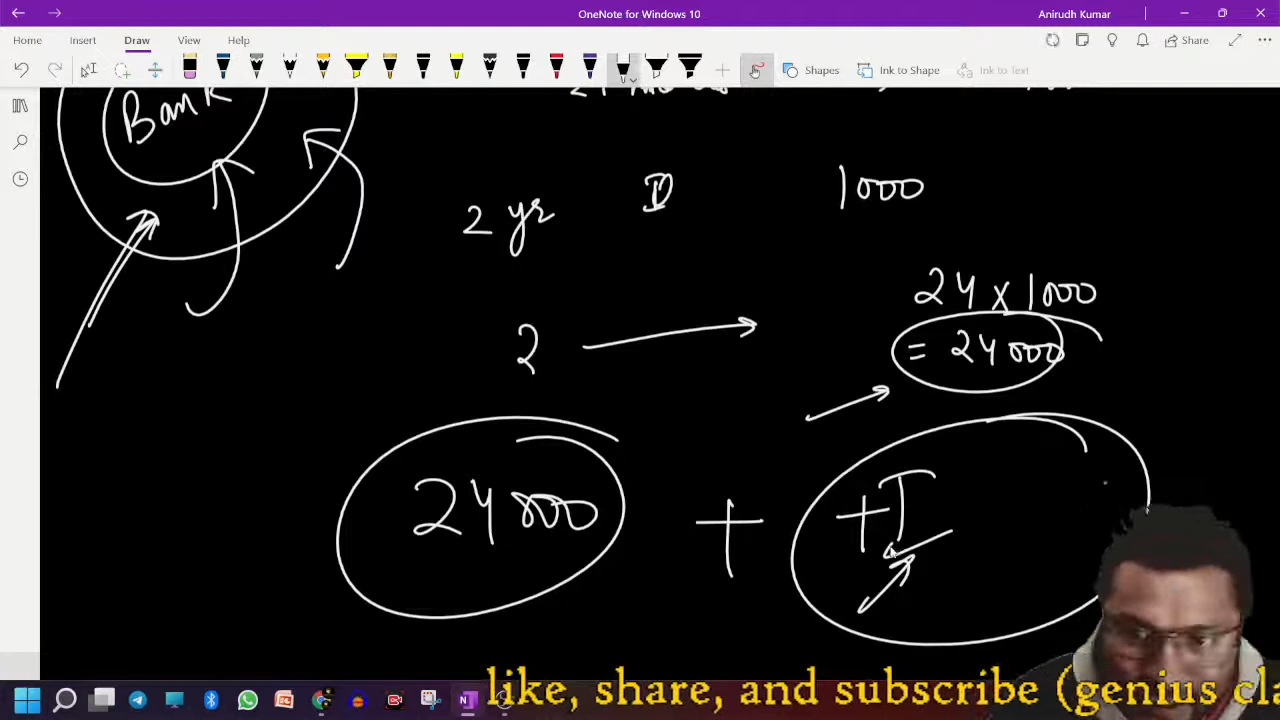 OneNote for Windows 10
Anirudh Kumar
Home Insert Draw View Help
Share
Shapes
Ink to Shape
Ink to Text
Bank
2 yr
1000
24 x 1000
2
= 24000
24000 + +I
like, share, and subscribe (genius cla